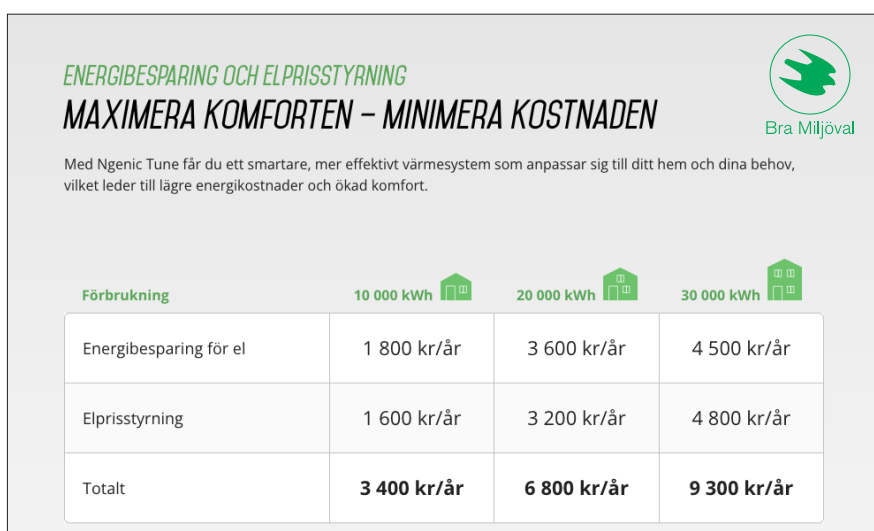 ENERGIBESPARING OCH ELPRISSTYRNING
MAXIMERA KOMFORTEN – MINIMERA KOSTNADEN
Bra Miljöval
Med Ngenic Tune får du ett smartare, mer effektivt värmesystem som anpassar sig till ditt hem och dina behov,
vilket leder till lägre energikostnader och ökad komfort.
Förbrukning 10 000 kWh 20 000 kWh 30 000 kWh
Energibesparing för el 1 800 kr/år 3 600 kr/år 4 500 kr/år
Elprisstyrning 1 600 kr/år 3 200 kr/år 4 800 kr/år
Totalt 3 400 kr/år 6 800 kr/år 9 300 kr/år